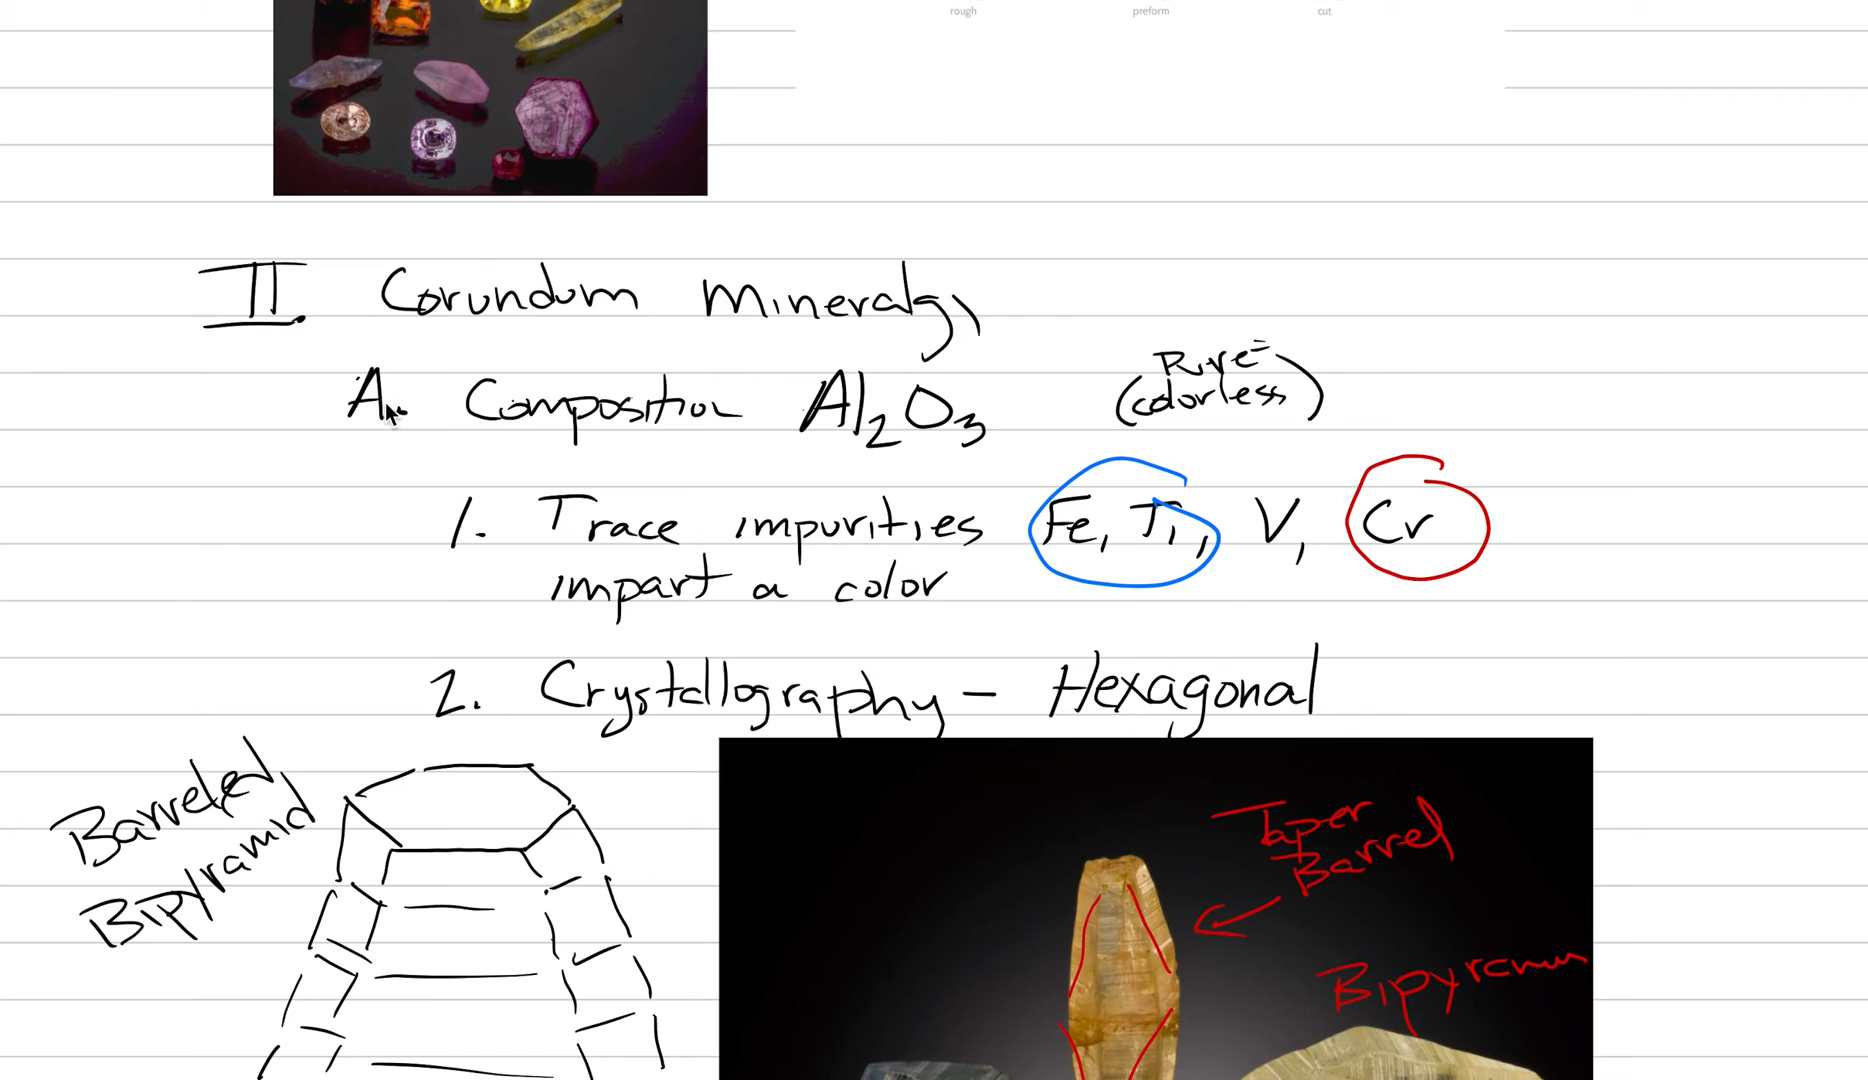 rough preform cut
II. Corundum Mineralogy
A. Composition Al₂O₃ (Pure = colorless)
1. Trace impurities Fe, Ti, V, Cr
impart a color
2. Crystallography - Hexagonal
Barreled
Bipyramid
Taper
Barrel